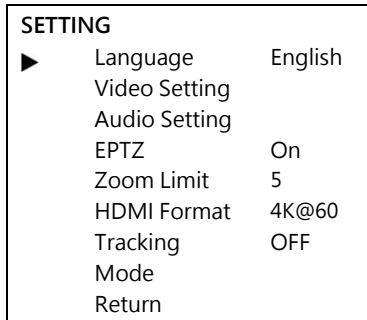 SETTING
Language English
Video Setting
Audio Setting
EPTZ On
Zoom Limit 5
HDMI Format 4K@60
Tracking OFF
Mode
Return